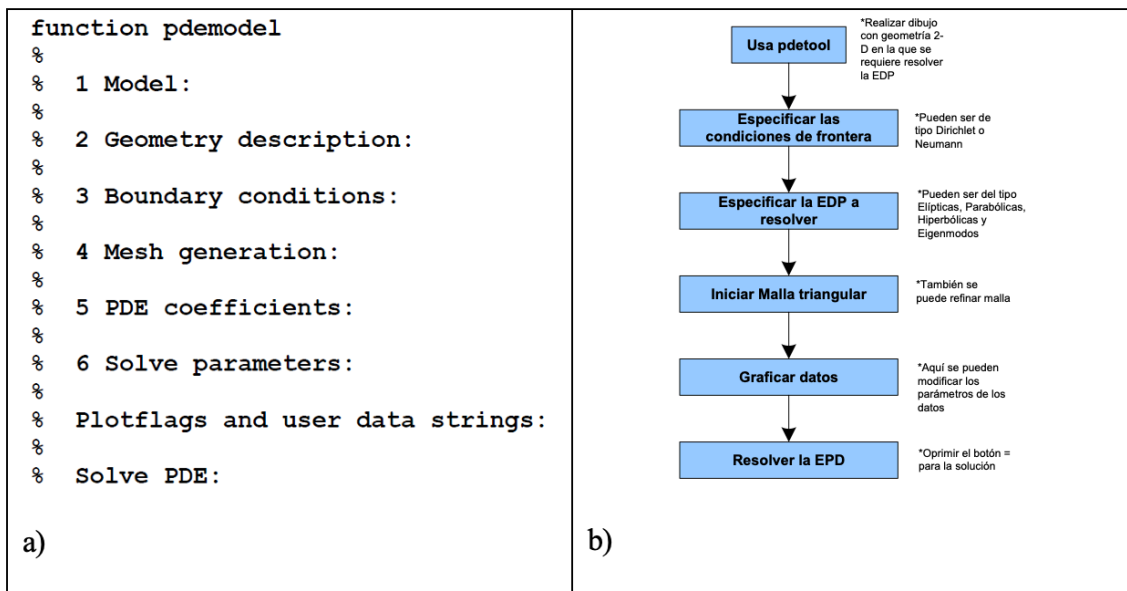 function pdemodel
%
% 1 Model:
%
% 2 Geometry description:
%
% 3 Boundary conditions:
%
% 4 Mesh generation:
%
% 5 PDE coefficients:
%
% 6 Solve parameters:
%
% Plotflags and user data strings:
%
% Solve PDE:
a)
Usa pdetool
*Realizar dibujo
con geometría 2-
D en la que se
requiere resolver
la EDP
Especificar las
condiciones de frontera
*Pueden ser de
tipo Dirichlet o
Neumann
Especificar la EDP a
resolver
*Pueden ser del tipo
Elípticas, Parabólicas,
Hiperbólicas y
Eigenmodos
Iniciar Malla triangular
*También se
puede refinar malla
Graficar datos
*Aquí se pueden
modificar los
parámetros de los
datos
Resolver la EPD
*Oprimir el botón =
para la solución
b)